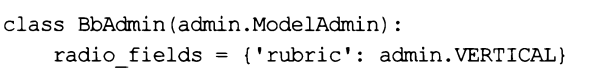 class BbAdmin(admin.ModelAdmin):
    radio_fields = {'rubric': admin.VERTICAL}